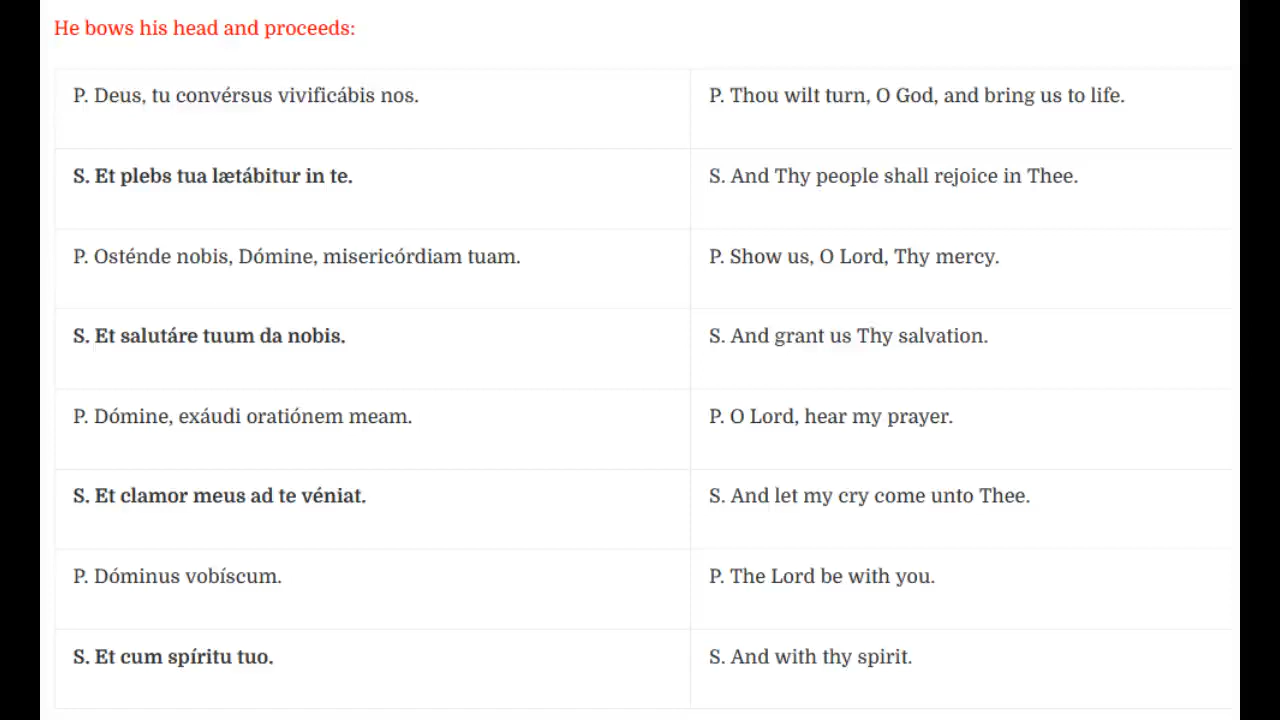 He bows his head and proceeds:
P. Deus, tu convérsus vivificábis nos.
P. Thou wilt turn, O God, and bring us to life.
S. Et plebs tua lætábitur in te.
S. And Thy people shall rejoice in Thee.
P. Osténde nobis, Dómine, misericórdiam tuam.
P. Show us, O Lord, Thy mercy.
S. Et salutáre tuum da nobis.
S. And grant us Thy salvation.
P. Dómine, exáudi oratiónem meam.
P. O Lord, hear my prayer.
S. Et clamor meus ad te véniat.
S. And let my cry come unto Thee.
P. Dóminus vobíscum.
P. The Lord be with you.
S. Et cum spíritu tuo.
S. And with thy spirit.